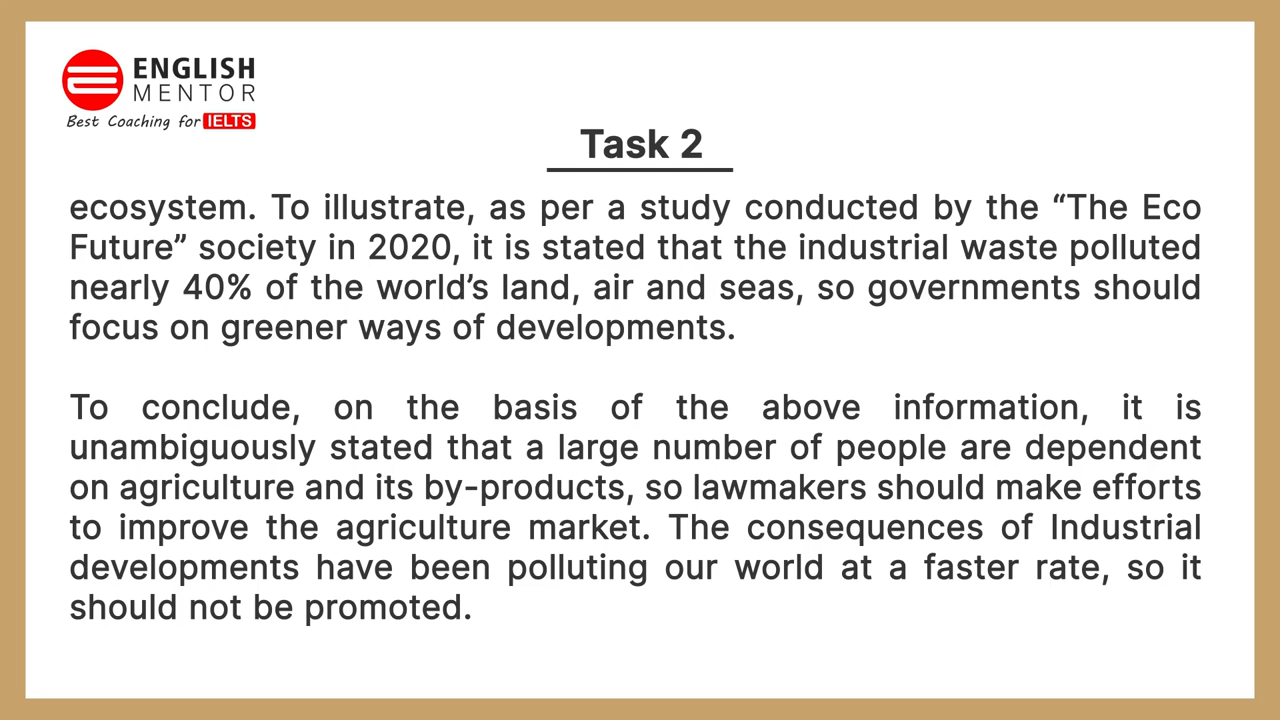 ENGLISH
MENTOR
Best Coaching for IELTS
Task 2
ecosystem. To illustrate, as per a study conducted by the “The Eco
Future” society in 2020, it is stated that the industrial waste polluted
nearly 40% of the world’s land, air and seas, so governments should
focus on greener ways of developments.
To conclude, on the basis of the above information, it is
unambiguously stated that a large number of people are dependent
on agriculture and its by-products, so lawmakers should make efforts
to improve the agriculture market. The consequences of Industrial
developments have been polluting our world at a faster rate, so it
should not be promoted.